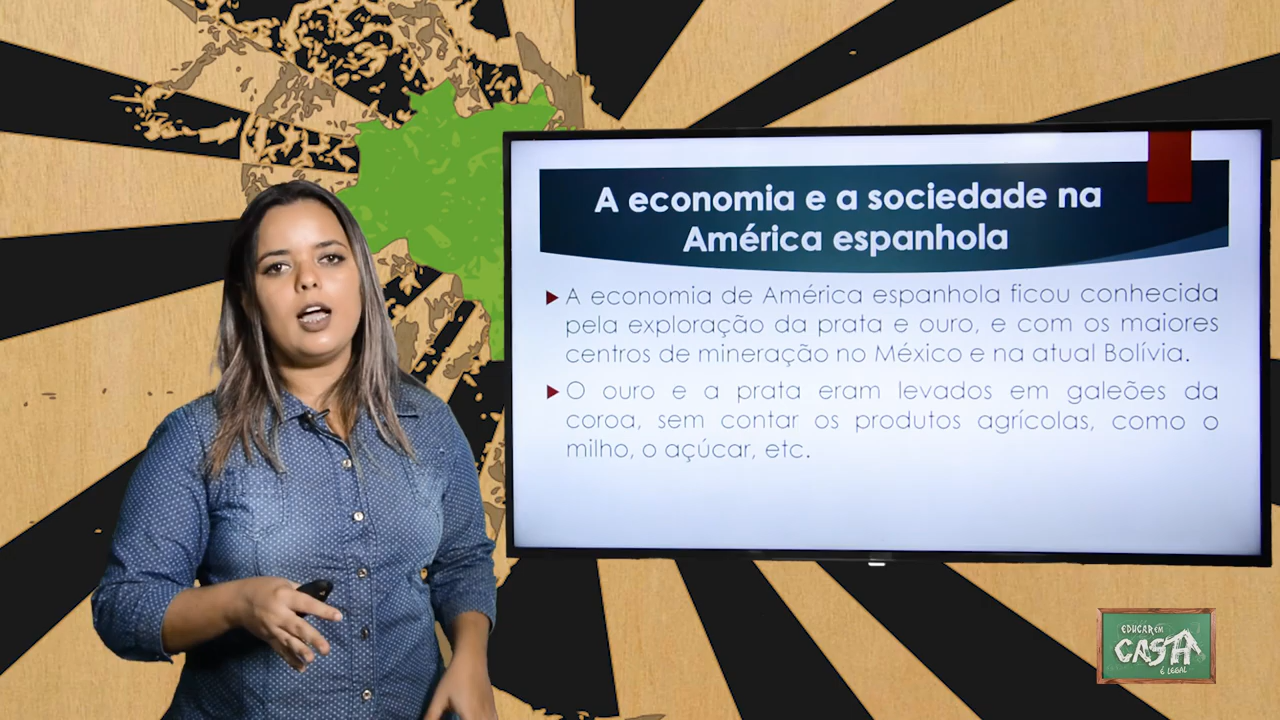 A economia e a sociedade na
América espanhola
A economia de América espanhola ficou conhecida
pela exploração da prata e ouro, e com os maiores
centros de mineração no México e na atual Bolívia.
O ouro e a prata eram levados em galeões da
coroa, sem contar os produtos agrícolas, como o
milho, o açúcar, etc.
EDUCAR EM
CASA
É LEGAL